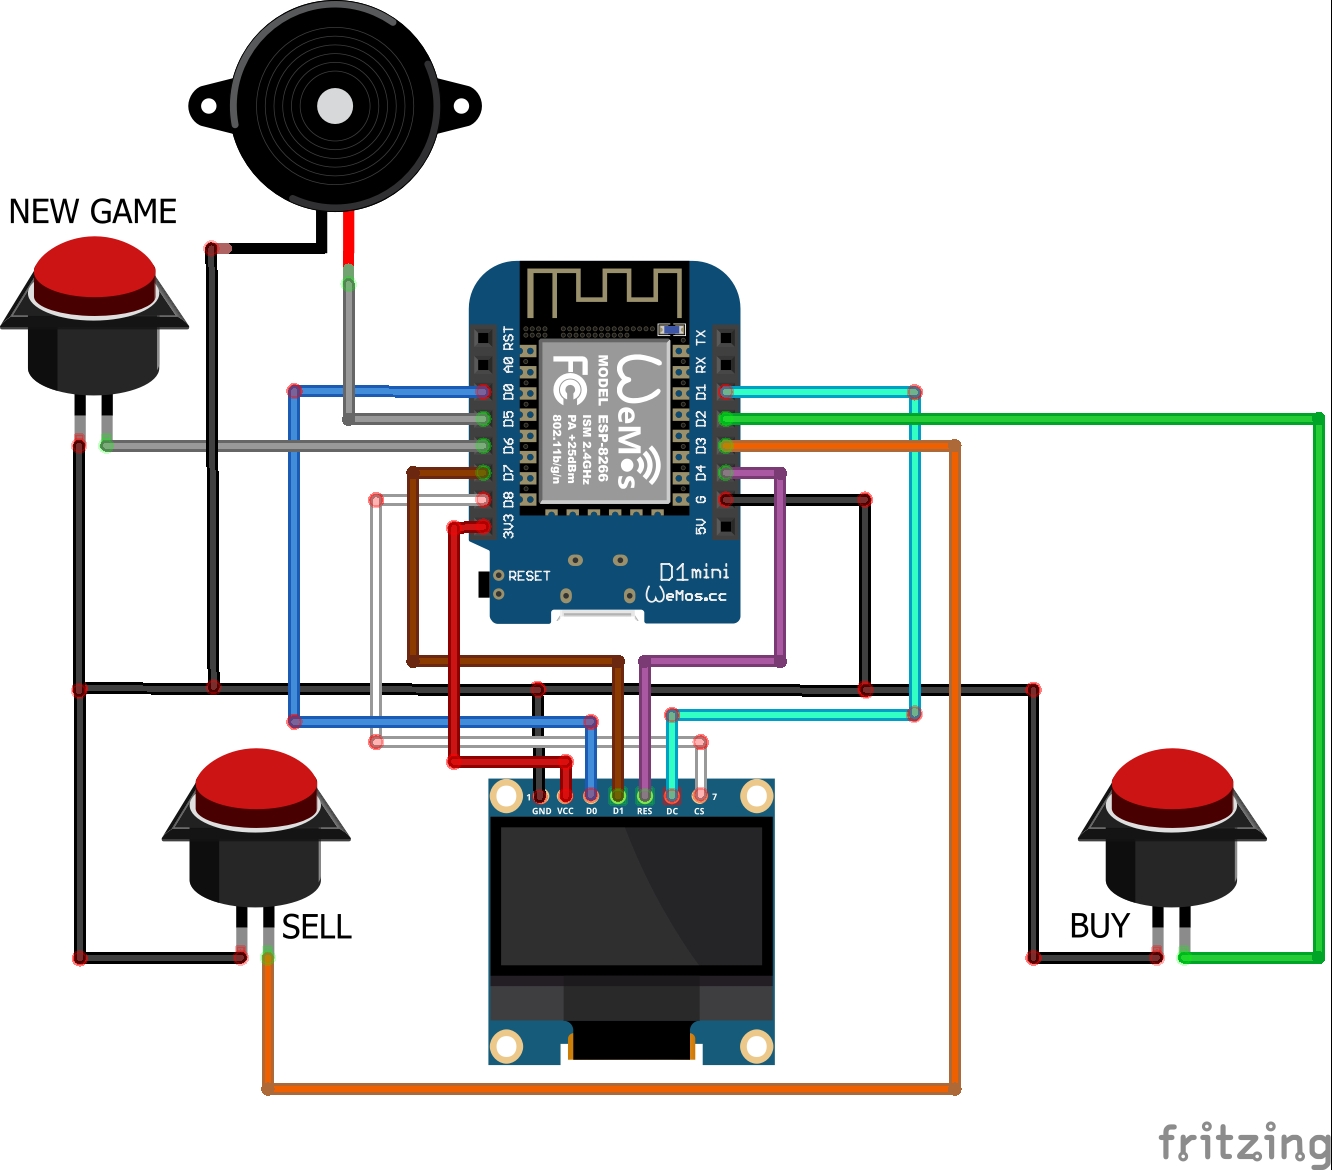 NEW GAME
RST
A0
D0
D5
D6
D7
D8
3V3
TX
RX
D1
D2
D3
D4
G
5V
WeMos
MODEL ESP-8266
ISM 2.4GHz
PA +25dBm
802.11b/g/n
FC
RESET
D1mini
WeMos.cc
1 GND VCC D0 D1 RES DC CS 7
SELL
BUY
fritzing